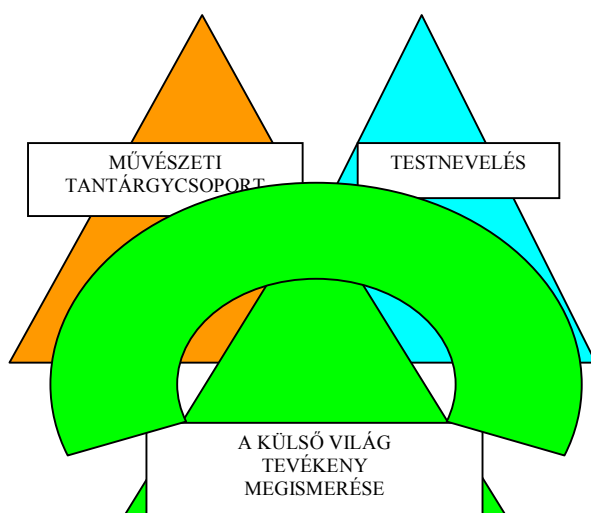 MŰVÉSZETI
TANTÁRGYCSOPORT
TESTNEVELÉS
A KÜLSŐ VILÁG
TEVÉKENY
MEGISMERÉSE